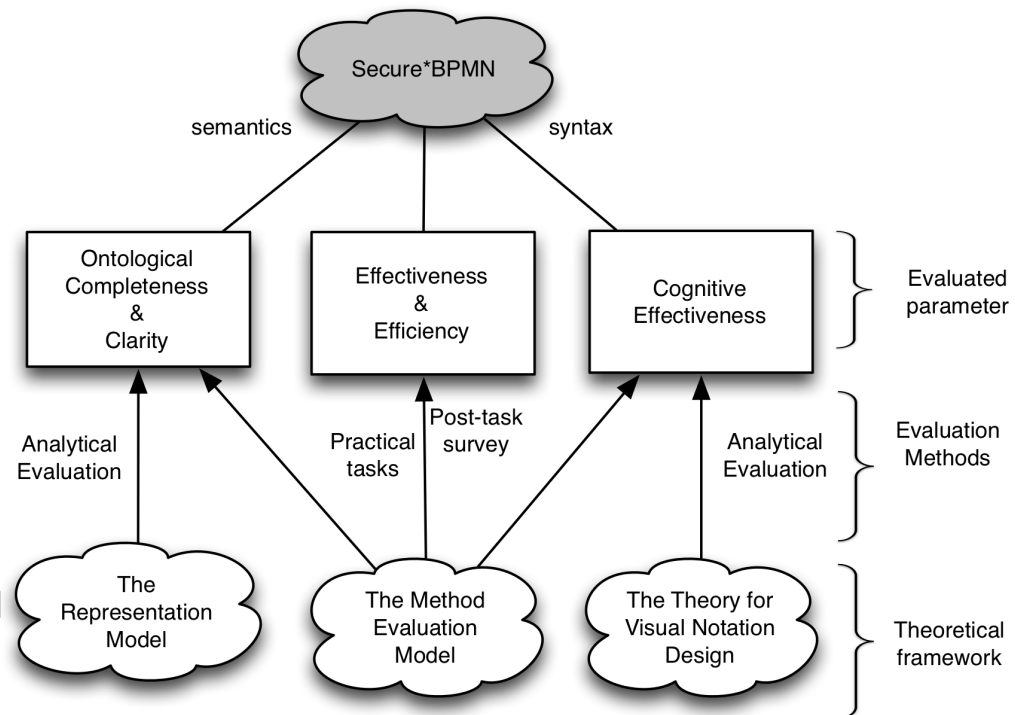 Secure*BPMN
semantics
syntax
Ontological
Completeness
&
Clarity
Effectiveness
&
Efficiency
Cognitive
Effectiveness
Evaluated
parameter
Analytical
Evaluation
Practical
tasks
Post-task
survey
Analytical
Evaluation
Evaluation
Methods
The
Representation
Model
The Method
Evaluation
Model
The Theory for
Visual Notation
Design
Theoretical
framework